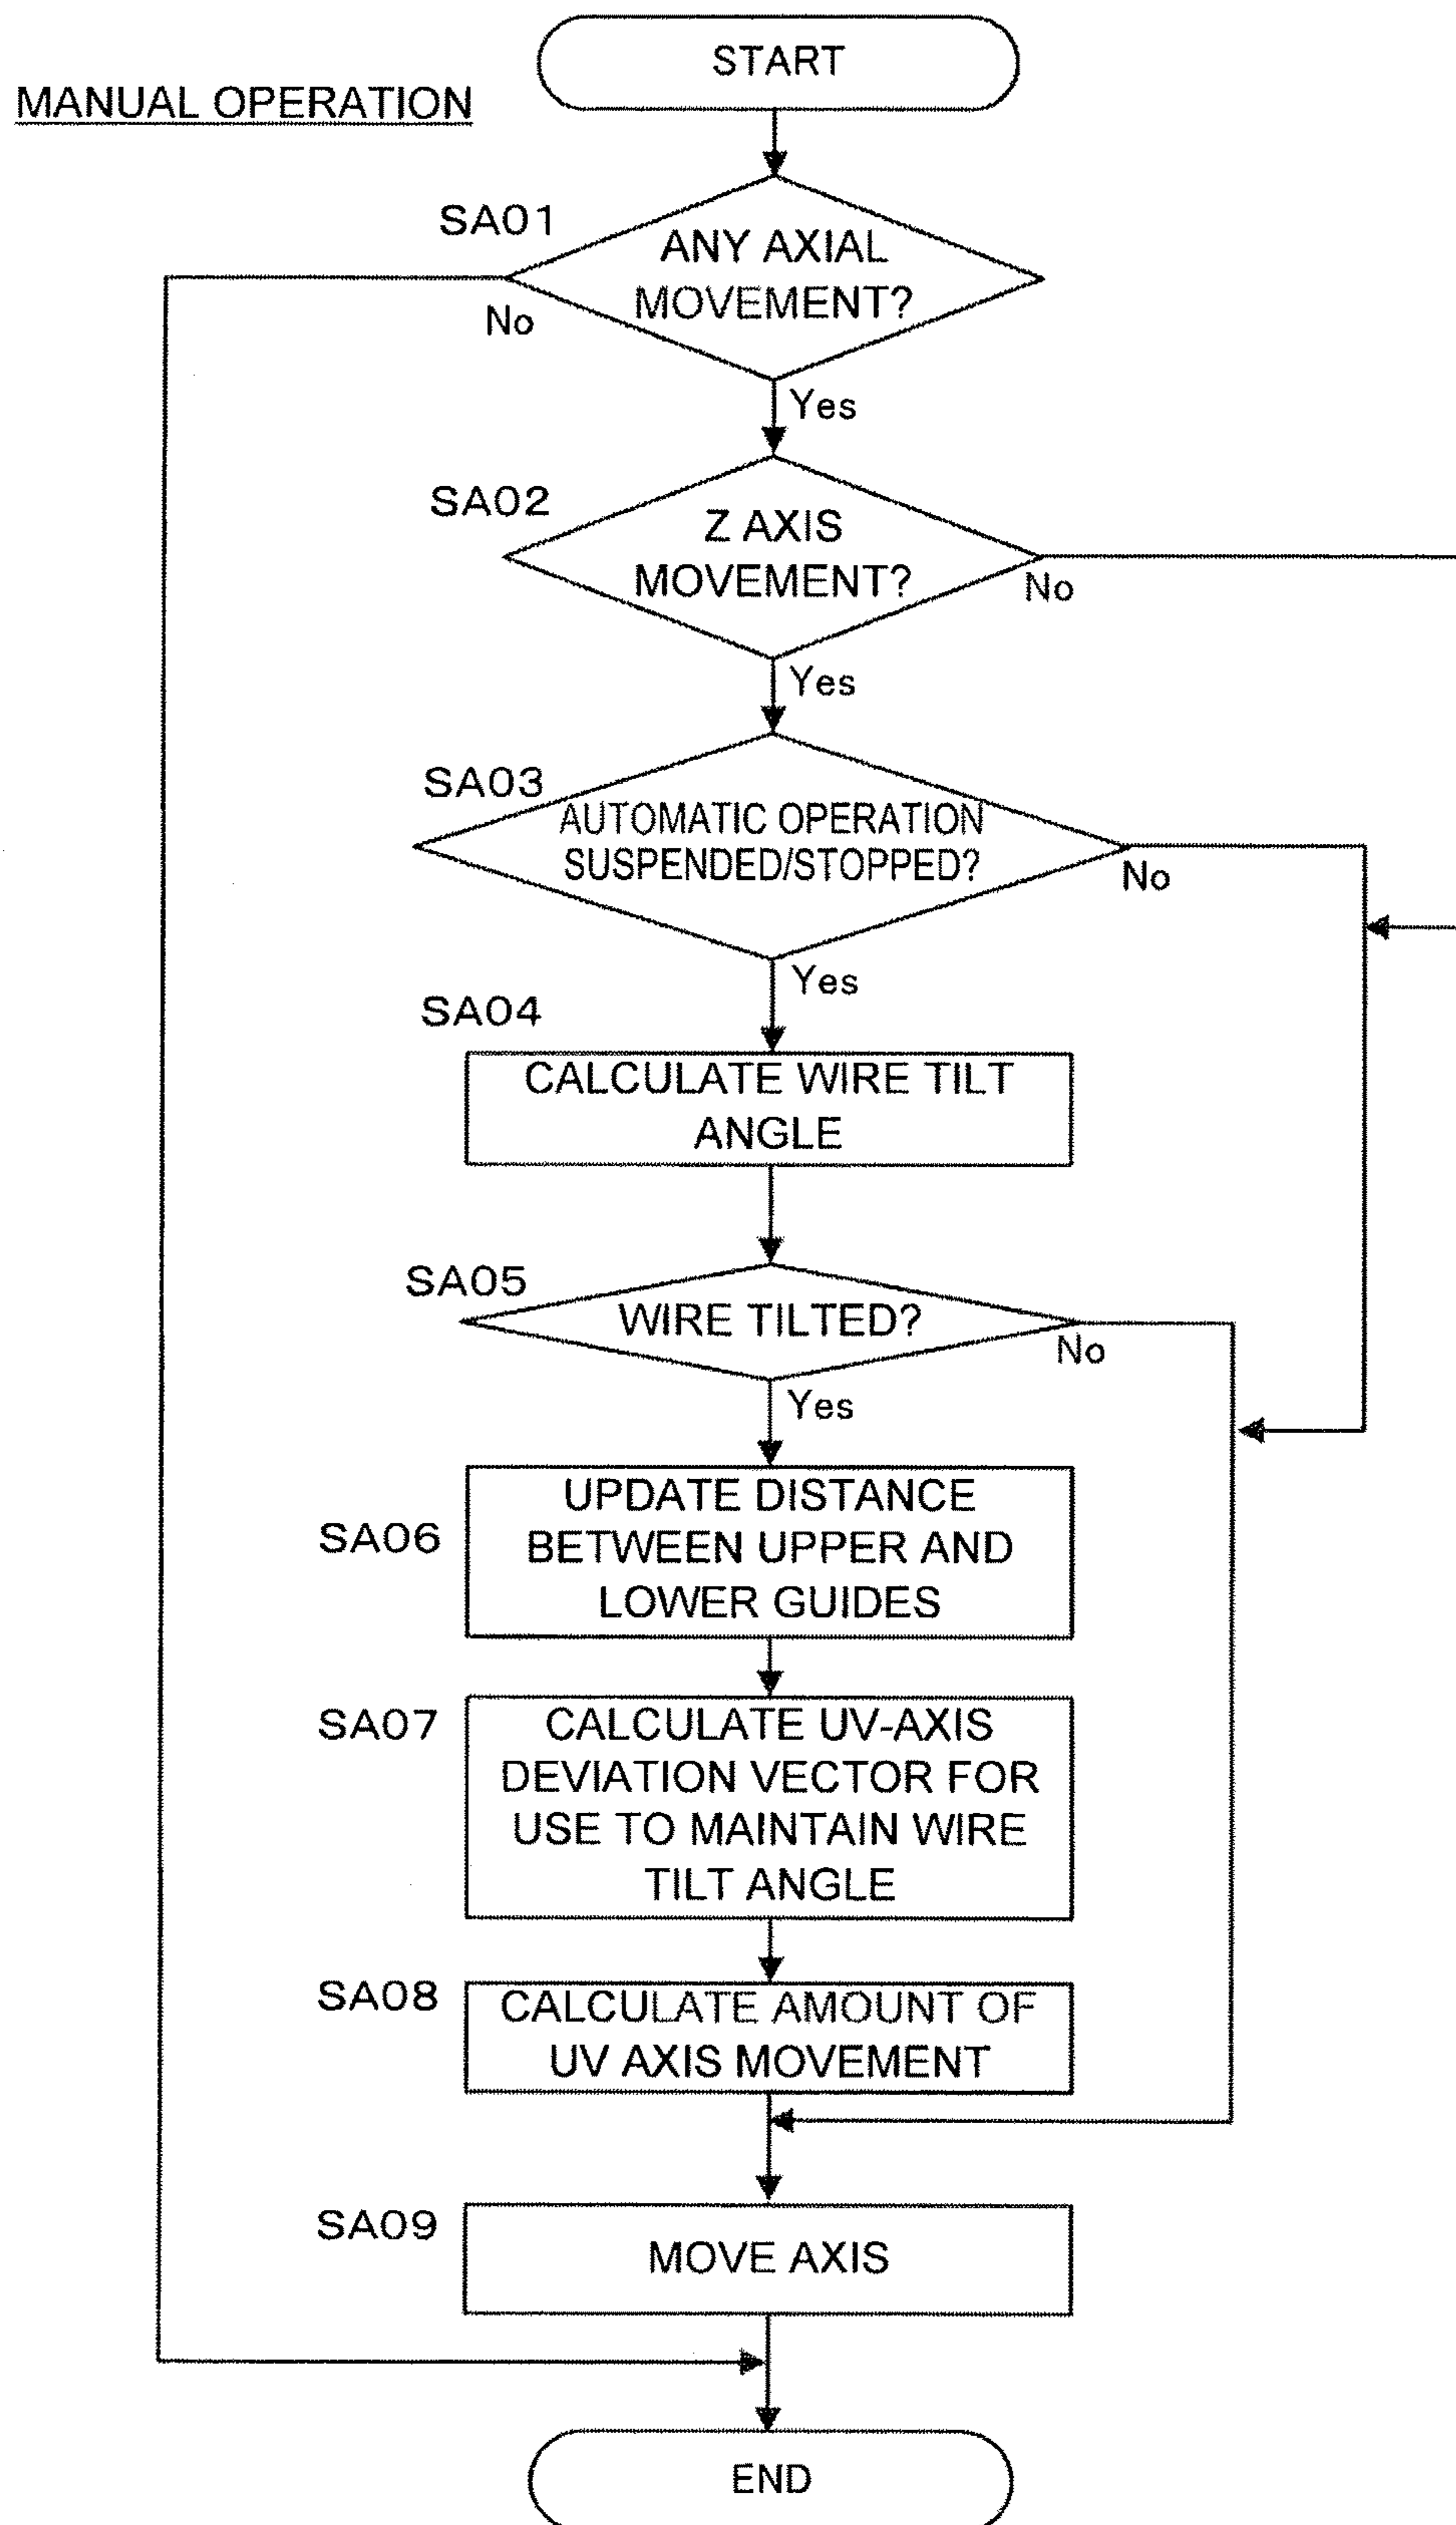 START
MANUAL OPERATION
SA01
ANY AXIAL
MOVEMENT?
No
Yes
SA02
Z AXIS
MOVEMENT?
No
Yes
SA03
AUTOMATIC OPERATION
SUSPENDED/STOPPED?
No
Yes
SA04
CALCULATE WIRE TILT
ANGLE
SA05
WIRE TILTED?
No
Yes
SA06
UPDATE DISTANCE
BETWEEN UPPER AND
LOWER GUIDES
SA07
CALCULATE UV-AXIS
DEVIATION VECTOR FOR
USE TO MAINTAIN WIRE
TILT ANGLE
SA08
CALCULATE AMOUNT OF
UV AXIS MOVEMENT
SA09
MOVE AXIS
END